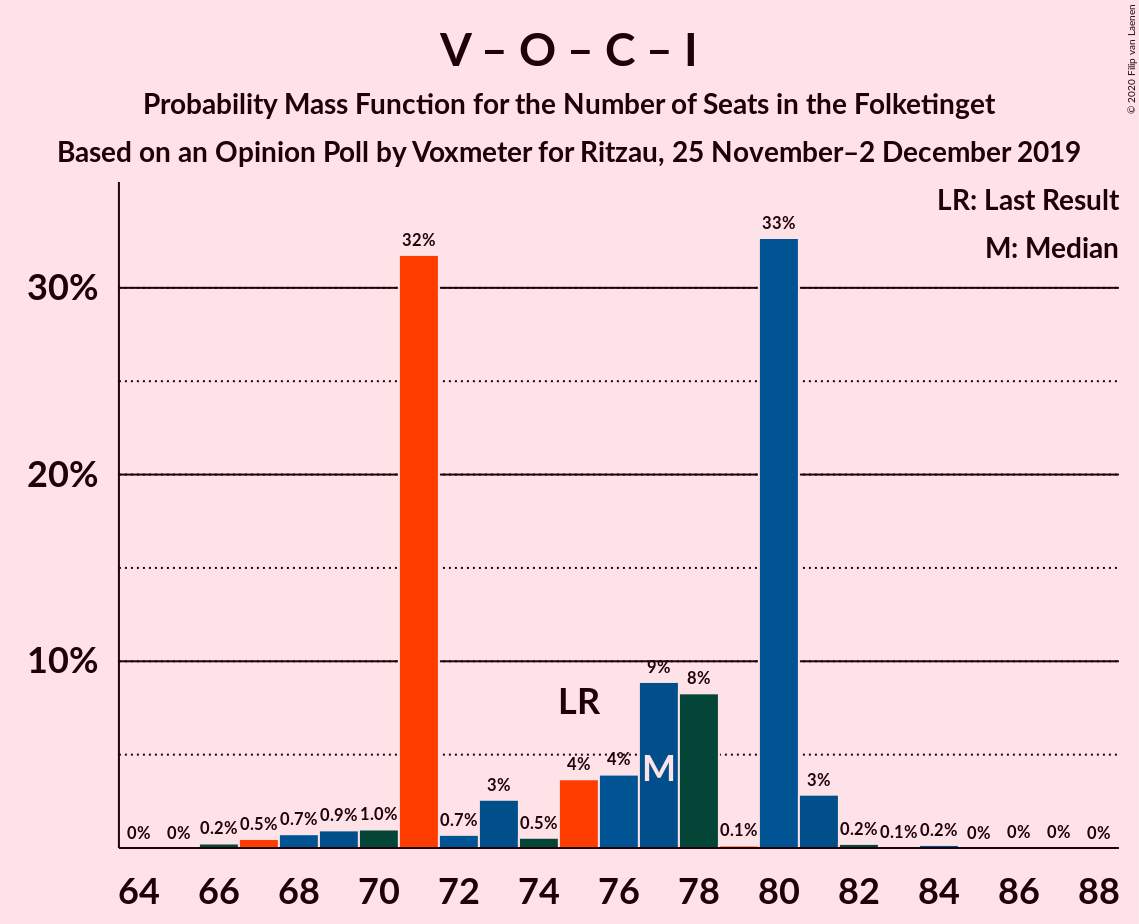 V – O – C – I
Probability Mass Function for the Number of Seats in the Folketinget
Based on an Opinion Poll by Voxmeter for Ritzau, 25 November–2 December 2019
© 2020 Filip van Laenen
LR: Last Result
M: Median
30%
20%
10%
0% 0% 0.2% 0.5% 0.7% 0.9% 1.0% 32% 0.7% 3% 0.5% 4% 4% 9% 8% 0.1% 33% 3% 0.2% 0.1% 0.2% 0% 0% 0% 0%
LR
M
64 66 68 70 72 74 76 78 80 82 84 86 88